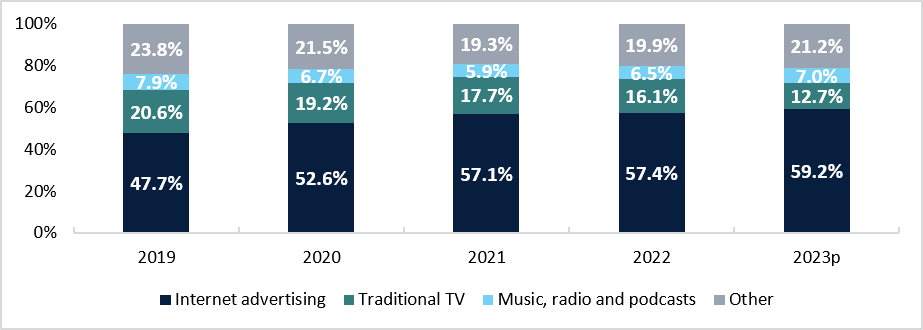 100%
80%
60%
40%
20%
0%
23.8% 21.5% 19.3% 19.9% 21.2%
7.9% 6.7% 5.9% 6.5% 7.0%
20.6% 19.2% 17.7% 16.1% 12.7%
47.7% 52.6% 57.1% 57.4% 59.2%
2019 2020 2021 2022 2023p
Internet advertising Traditional TV Music, radio and podcasts Other